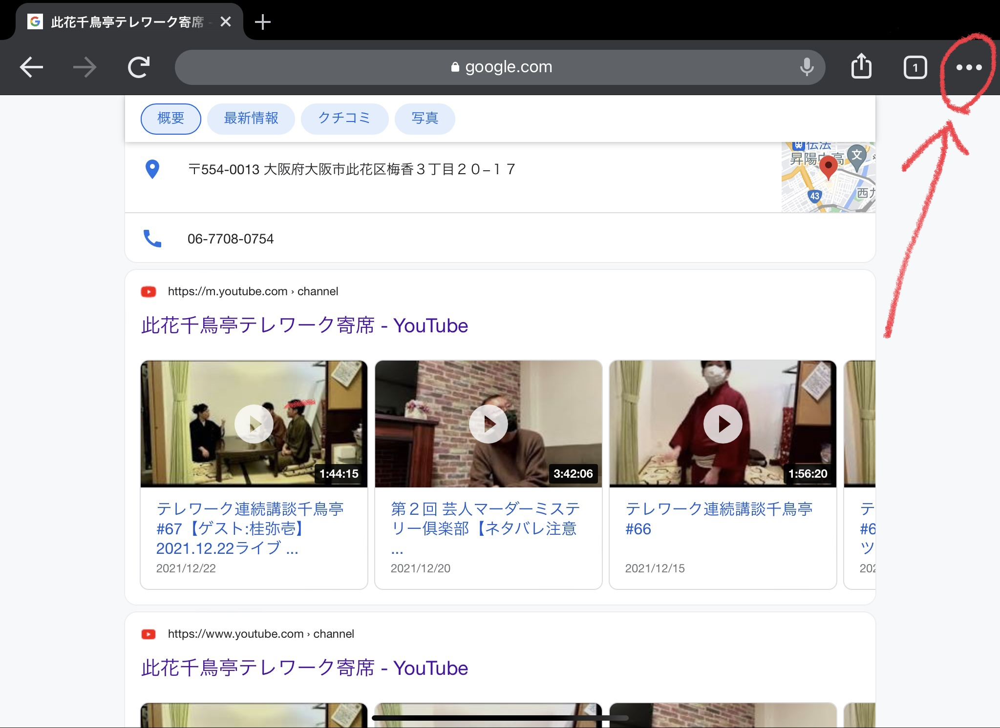 此花千鳥亭テレワーク寄席 -
google.com
1
概要
最新情報
クチコミ
写真
〒554-0013 大阪府大阪市此花区梅香３丁目２０−１７
伝法
昇陽中高
文
43
西九
06-7708-0754
https://m.youtube.com › channel
此花千鳥亭テレワーク寄席 - YouTube
1:44:15
3:42:06
1:56:20
テレワーク連続講談千鳥亭
#67【ゲスト:桂弥壱】
2021.12.22ライブ ...
2021/12/22
第２回 芸人マーダーミステ
リー倶楽部【ネタバレ注意
...
2021/12/20
テレワーク連続講談千鳥亭
#66
2021/12/15
テ
#6
ツ
202
https://www.youtube.com › channel
此花千鳥亭テレワーク寄席 - YouTube